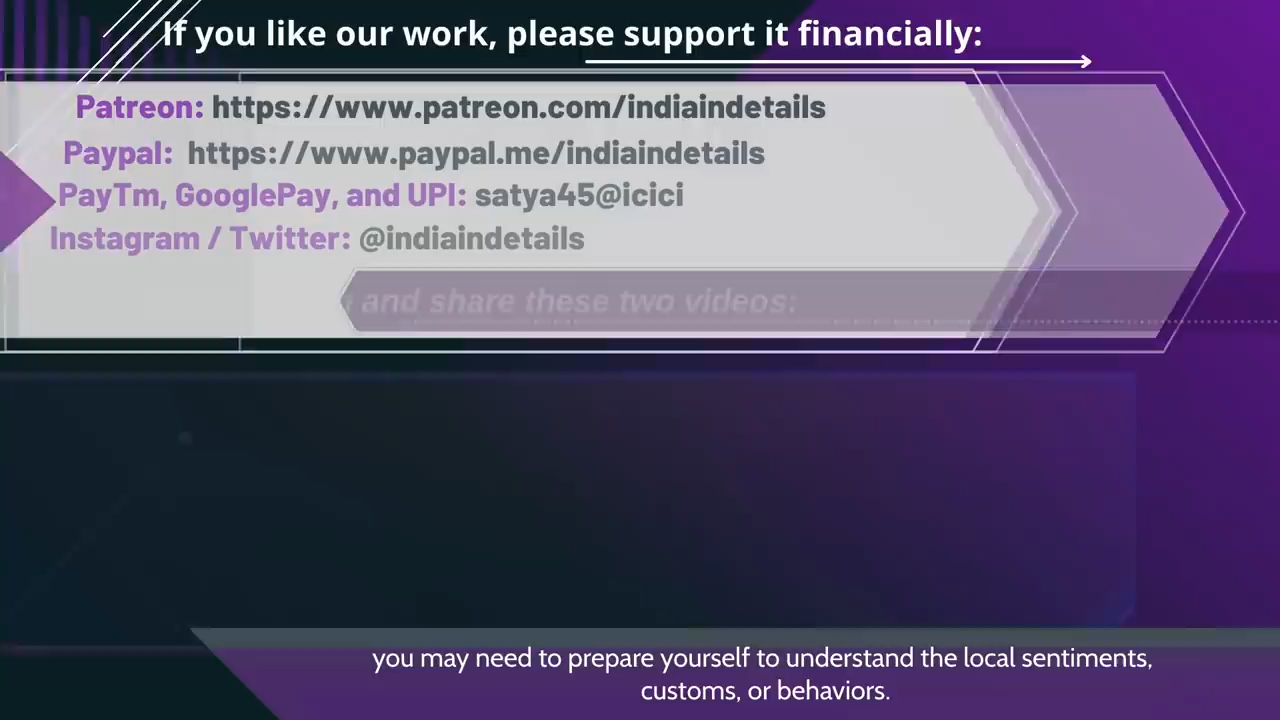 If you like our work, please support it financially:
Patreon: https://www.patreon.com/indiaindetails
Paypal: https://www.paypal.me/indiaindetails
PayTm, GooglePay, and UPI: satya45@icici
Instagram / Twitter: @indiaindetails
and share these two videos:
you may need to prepare yourself to understand the local sentiments,
customs, or behaviors.